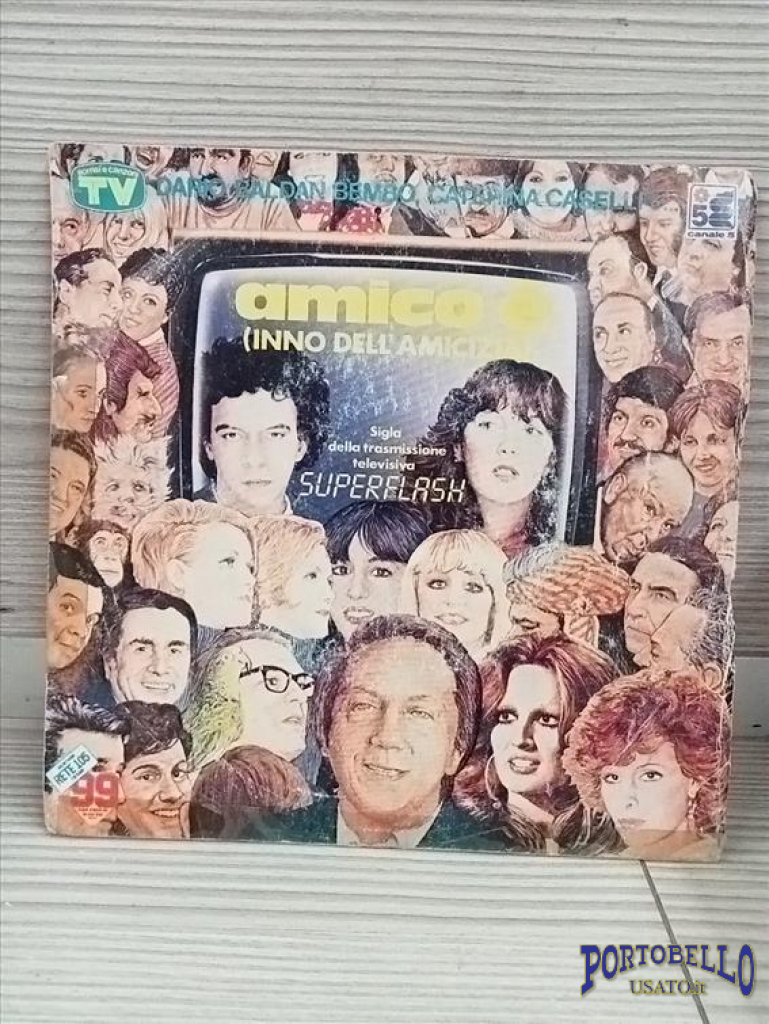 TV
DARIO BALDAN BEMBO, CATERINA CASELLI
5
canale 5
amico è
(INNO DELL'AMICIZIA)
Sigla
della trasmissione
televisiva
SUPERFLASH
RETE 105
99
PORTOBELLO
USATO.it